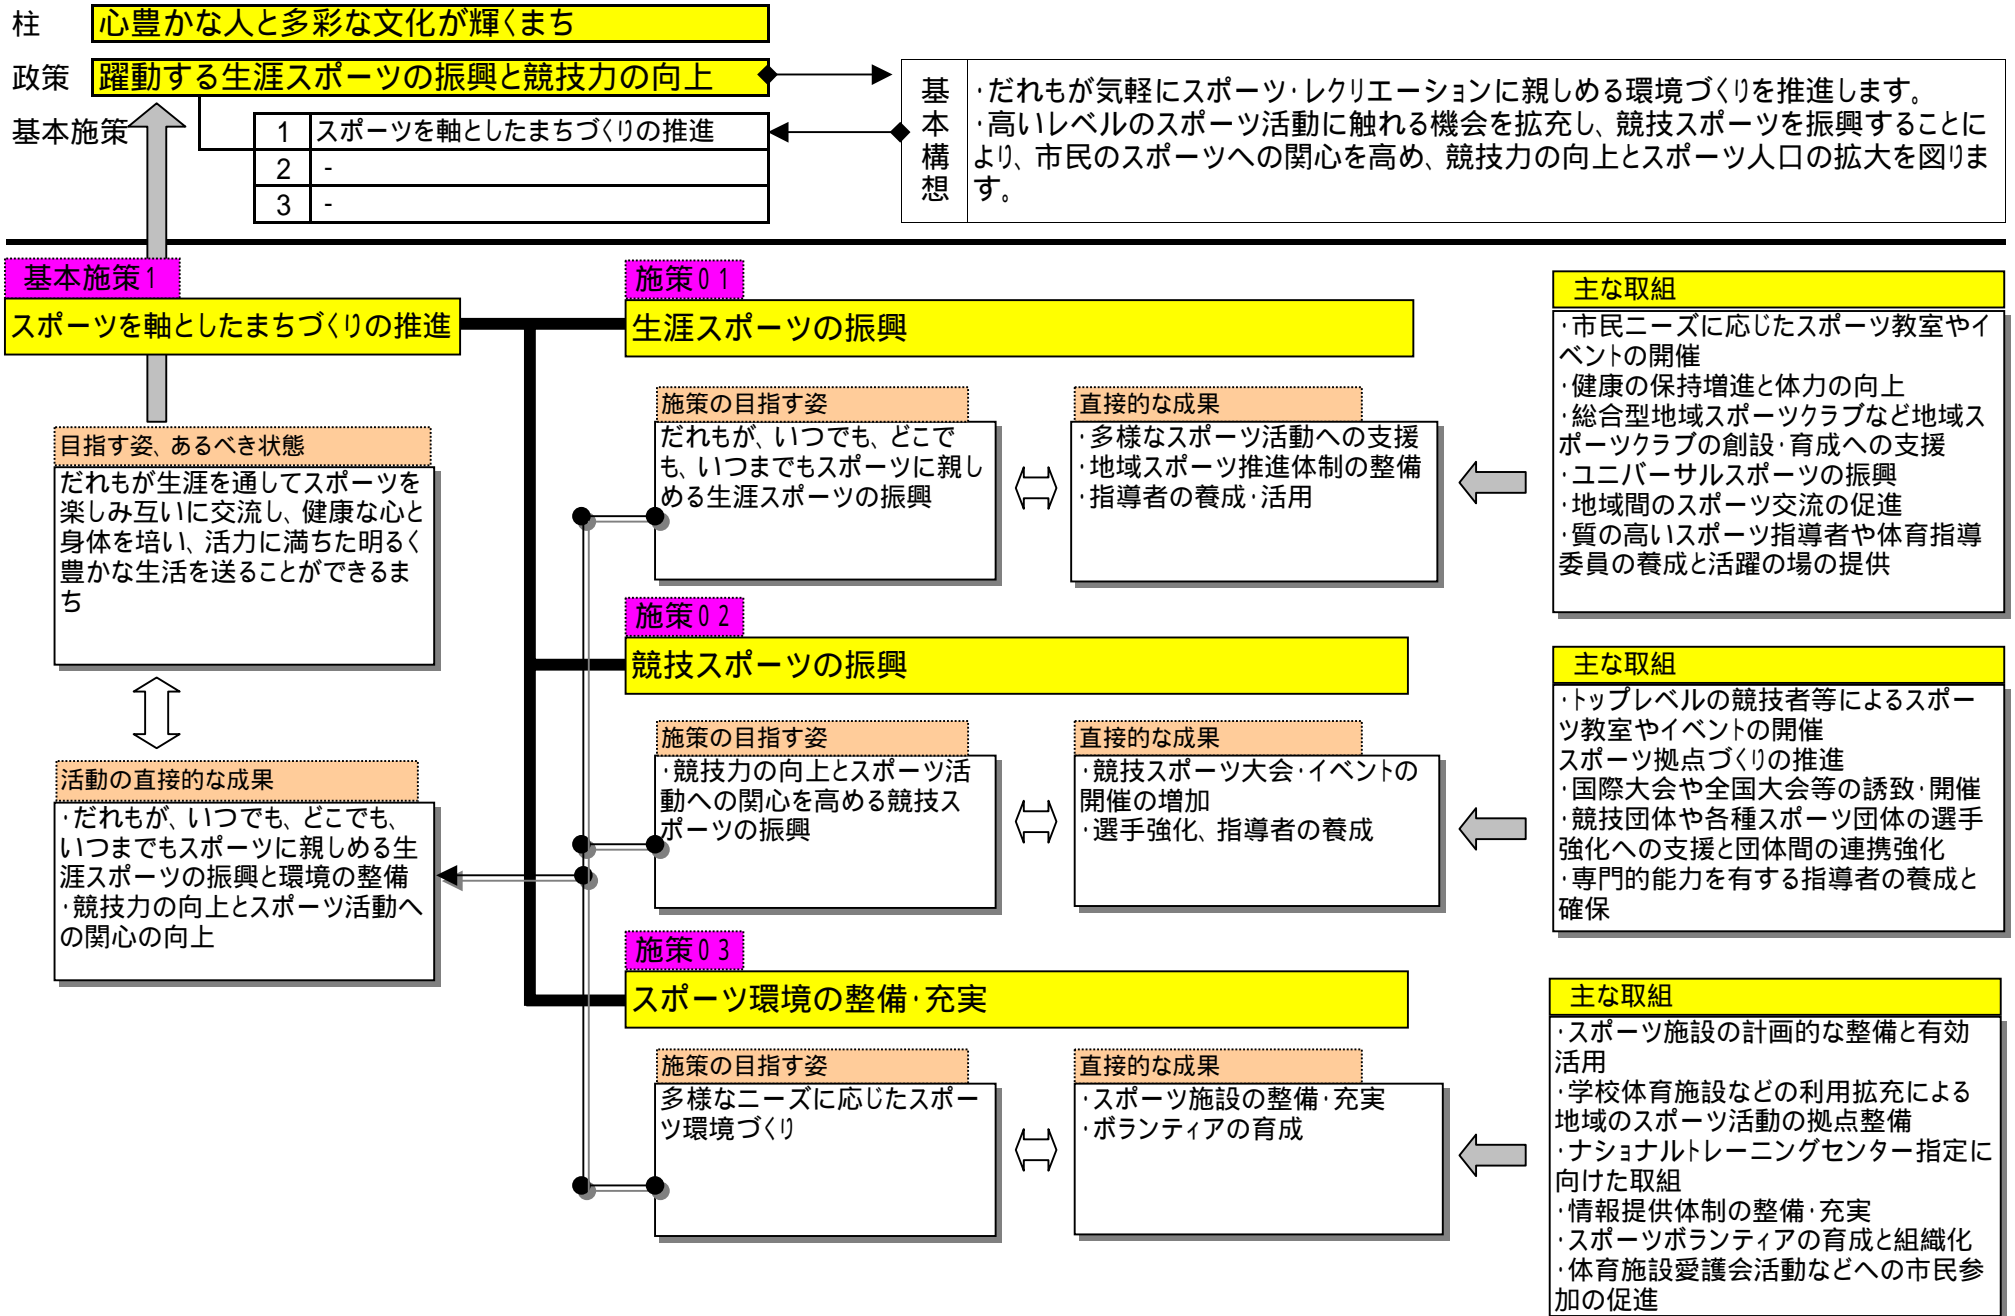 柱
心豊かな人と多彩な文化が輝くまち
政策
躍動する生涯スポーツの振興と競技力の向上
基本施策
1 スポーツを軸としたまちづくりの推進
2 -
3 -
基本構想
・だれもが気軽にスポーツ・レクリエーションに親しめる環境づくりを推進します。
・高いレベルのスポーツ活動に触れる機会を拡充し、競技スポーツを振興することに
より、市民のスポーツへの関心を高め、競技力の向上とスポーツ人口の拡大を図りま
す。
基本施策1
スポーツを軸としたまちづくりの推進
目指す姿、あるべき状態
だれもが生涯を通してスポーツを
楽しみ互いに交流し、健康な心と
身体を培い、活力に満ちた明るく
豊かな生活を送ることができるま
ち
活動の直接的な成果
・だれもが、いつでも、どこでも、
いつまでもスポーツに親しめる生
涯スポーツの振興と環境の整備
・競技力の向上とスポーツ活動へ
の関心の向上
施策01
生涯スポーツの振興
施策の目指す姿
だれもが、いつでも、どこで
も、いつまでもスポーツに親し
める生涯スポーツの振興
直接的な成果
・多様なスポーツ活動への支援
・地域スポーツ推進体制の整備
・指導者の養成・活用
主な取組
・市民ニーズに応じたスポーツ教室やイ
ベントの開催
・健康の保持増進と体力の向上
・総合型地域スポーツクラブなど地域ス
ポーツクラブの創設・育成への支援
・ユニバーサルスポーツの振興
・地域間のスポーツ交流の促進
・質の高いスポーツ指導者や体育指導
委員の養成と活躍の場の提供
施策02
競技スポーツの振興
施策の目指す姿
・競技力の向上とスポーツ活
動への関心を高める競技ス
ポーツの振興
直接的な成果
・競技スポーツ大会・イベントの
開催の増加
・選手強化、指導者の養成
主な取組
・トップレベルの競技者等によるスポー
ツ教室やイベントの開催
スポーツ拠点づくりの推進
・国際大会や全国大会等の誘致・開催
・競技団体や各種スポーツ団体の選手
強化への支援と団体間の連携強化
・専門的能力を有する指導者の養成と
確保
施策03
スポーツ環境の整備・充実
施策の目指す姿
多様なニーズに応じたスポー
ツ環境づくり
直接的な成果
・スポーツ施設の整備・充実
・ボランティアの育成
主な取組
・スポーツ施設の計画的な整備と有効
活用
・学校体育施設などの利用拡充による
地域のスポーツ活動の拠点整備
・ナショナルトレーニングセンター指定に
向けた取組
・情報提供体制の整備・充実
・スポーツボランティアの育成と組織化
・体育施設愛護会活動などへの市民参
加の促進